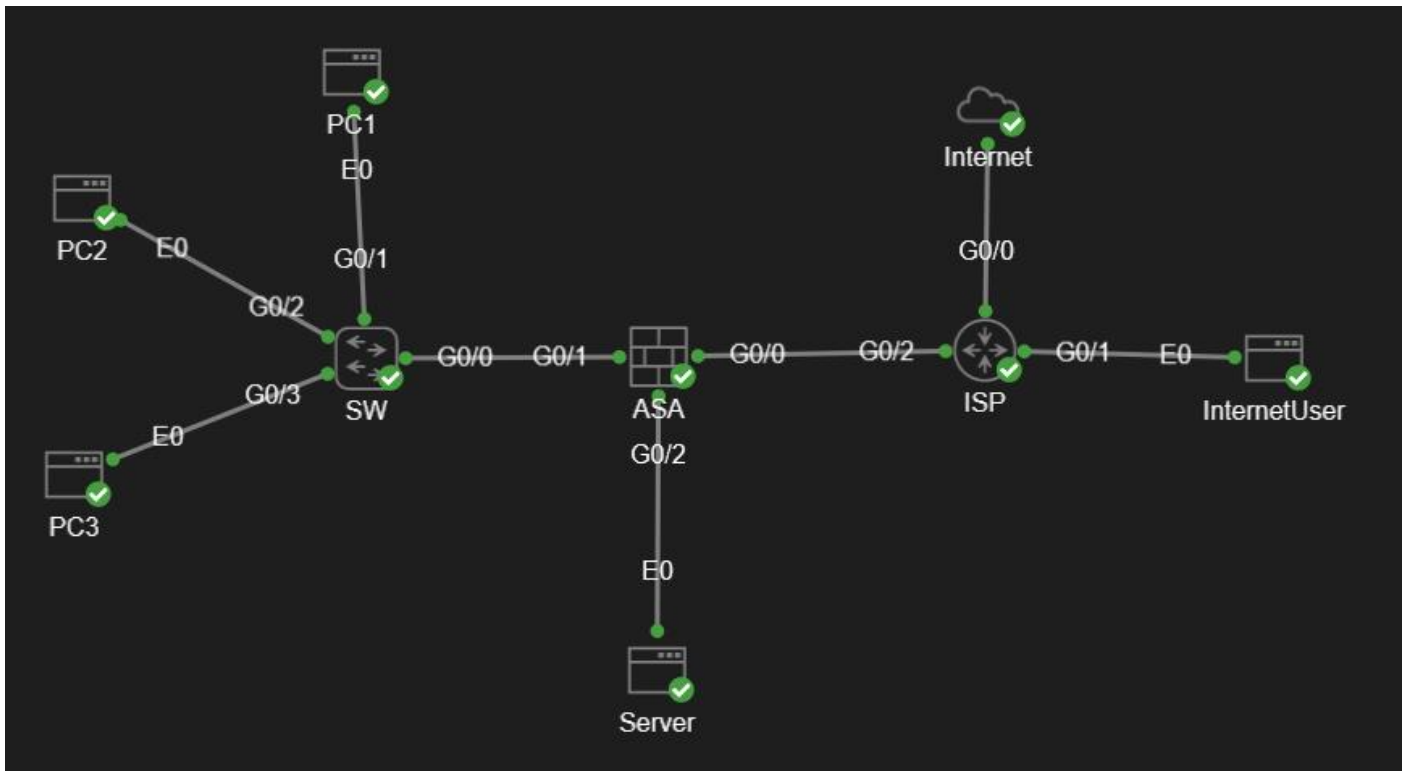 PC1
E0
Internet
PC2
E0
G0/1
G0/0
G0/2
G0/0
G0/1
G0/0
G0/2
G0/1
E0
G0/3
SW
ASA
ISP
InternetUser
E0
G0/2
PC3
E0
Server